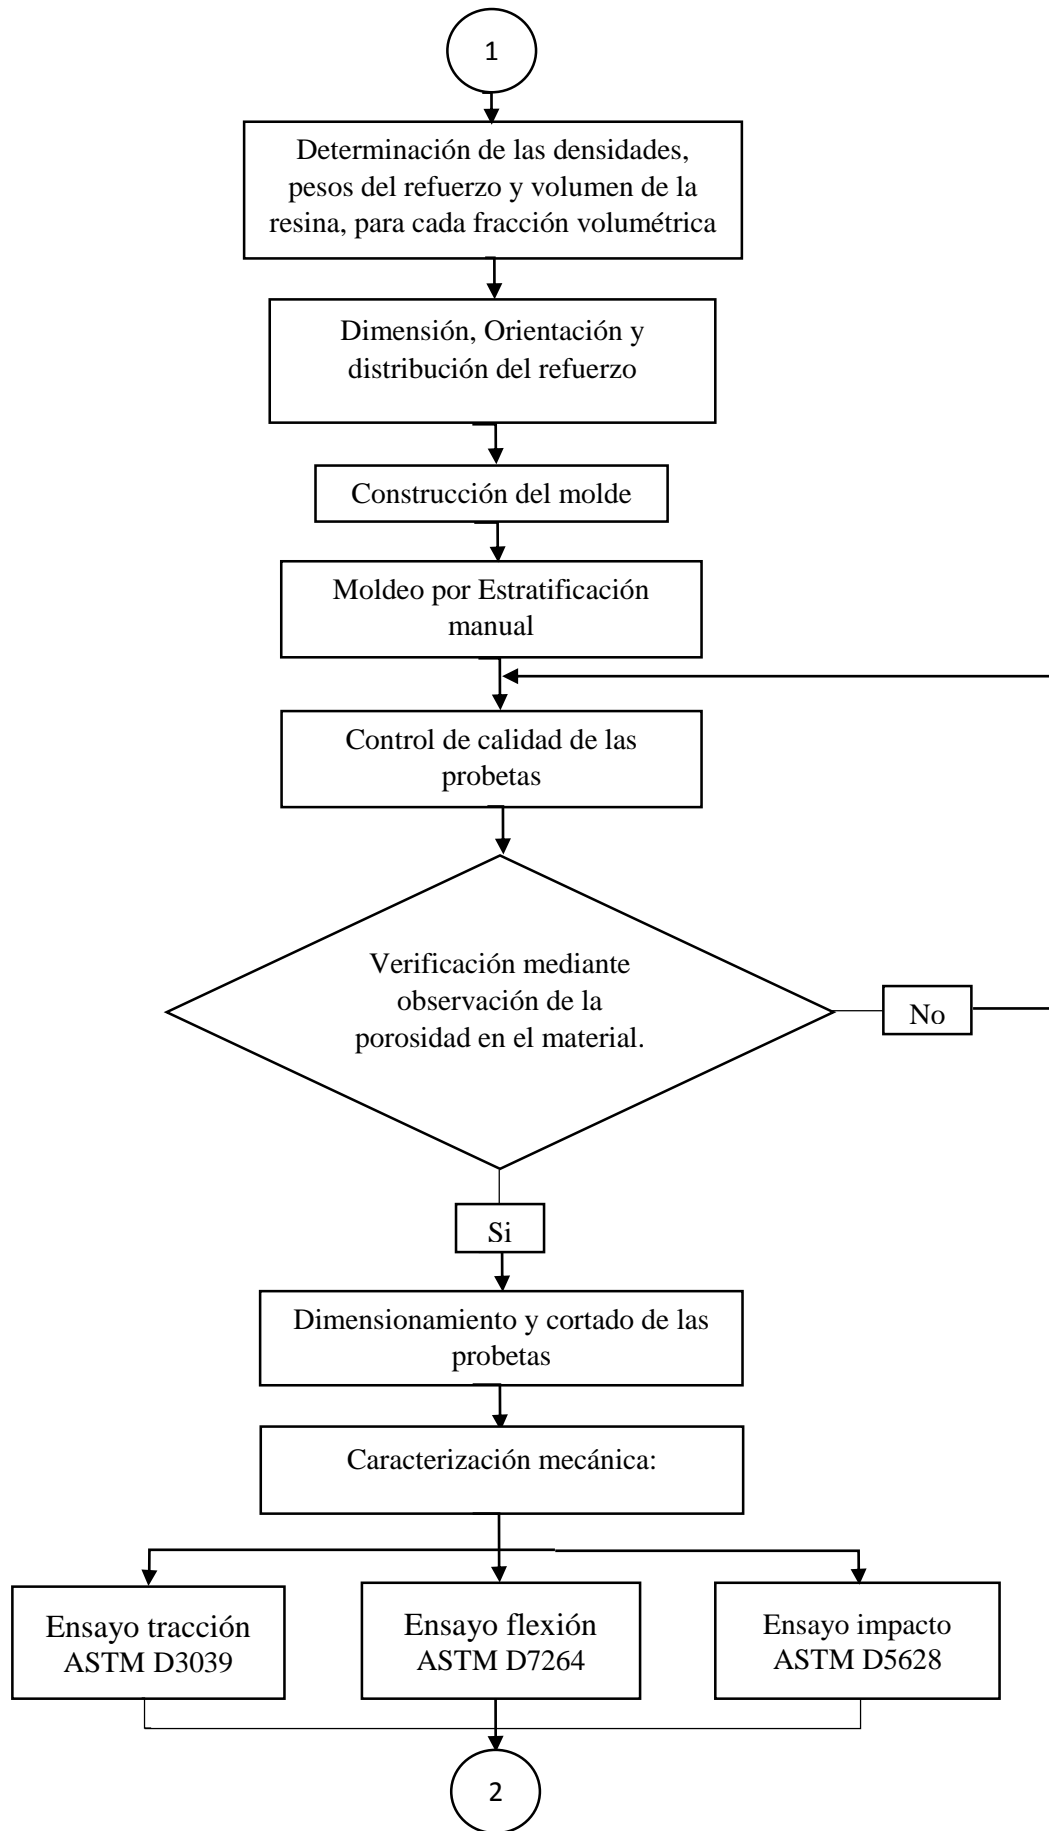 1
Determinación de las densidades,
pesos del refuerzo y volumen de la
resina, para cada fracción volumétrica
Dimensión, Orientación y
distribución del refuerzo
Construcción del molde
Moldeo por Estratificación
manual
Control de calidad de las
probetas
Verificación mediante
observación de la
porosidad en el material.
No
Si
Dimensionamiento y cortado de las
probetas
Caracterización mecánica:
Ensayo tracción
ASTM D3039
Ensayo flexión
ASTM D7264
Ensayo impacto
ASTM D5628
2